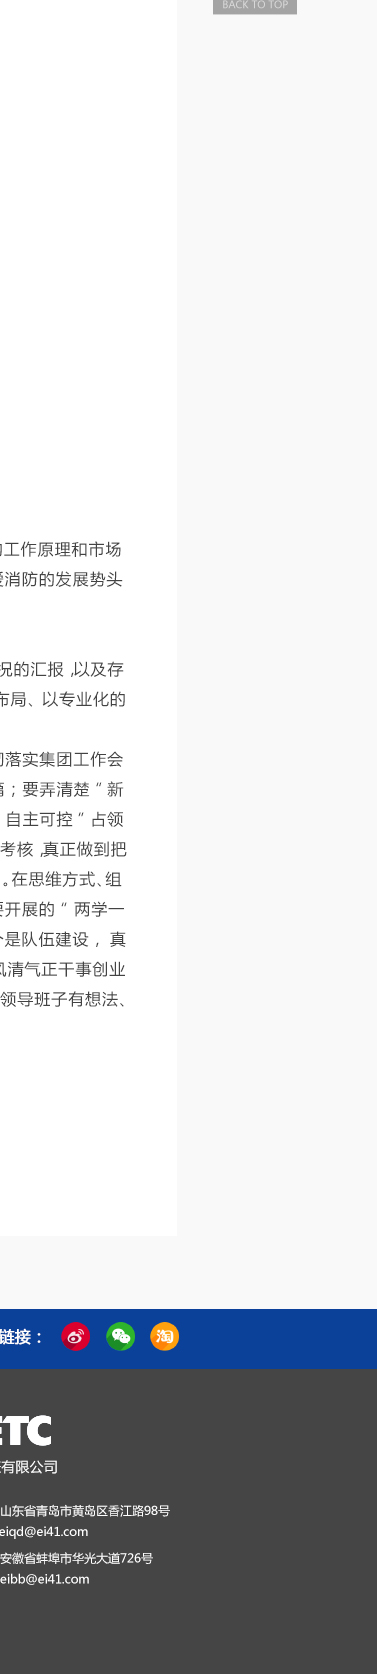 BACK TO TOP
工作原理和市场
消防的发展势头
况的汇报,以及存
布局、以专业化的
落实集团工作会
；要弄清楚“新
自主可控“占领
考核,真正做到把
。在思维方式、组
开展的“两学一
是队伍建设，真
风清气正干事创业
领导班子有想法、
链接：
淘
ETC
有限公司
山东省青岛市黄岛区香江路98号
eiqd@ei41.com
安徽省蚌埠市华光大道726号
eibb@ei41.com